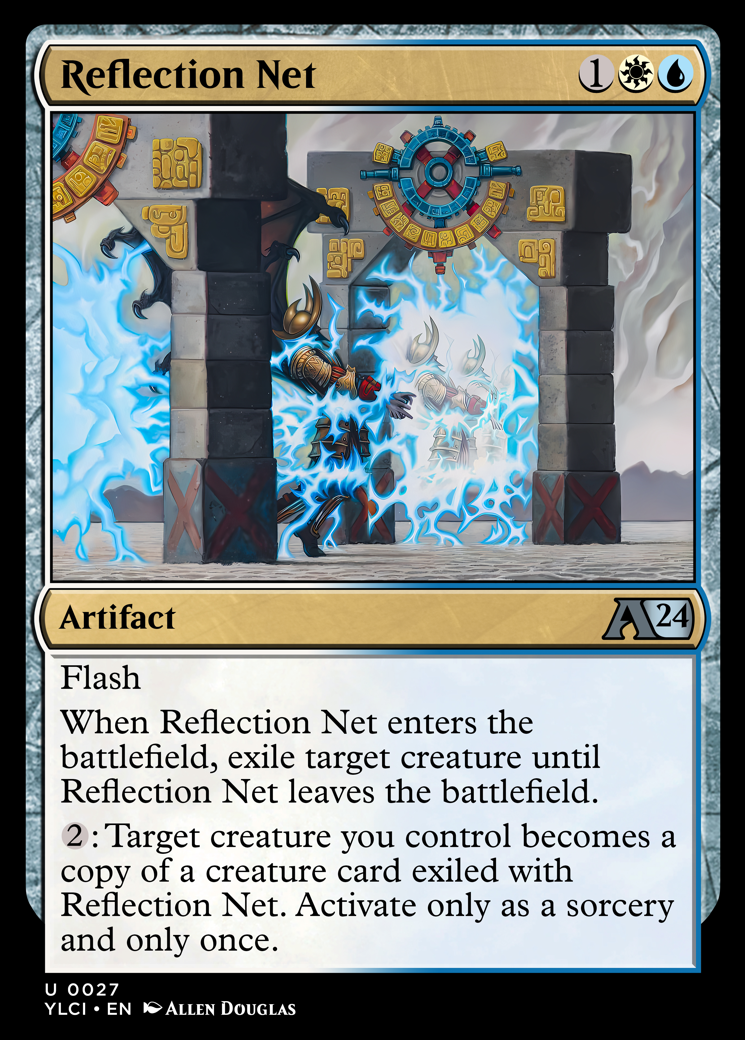 Reflection Net 1
Artifact A24
Flash
When Reflection Net enters the
battlefield, exile target creature until
Reflection Net leaves the battlefield.
2: Target creature you control becomes a
copy of a creature card exiled with
Reflection Net. Activate only as a sorcery
and only once.
U 0027
YLCI • EN Allen Douglas